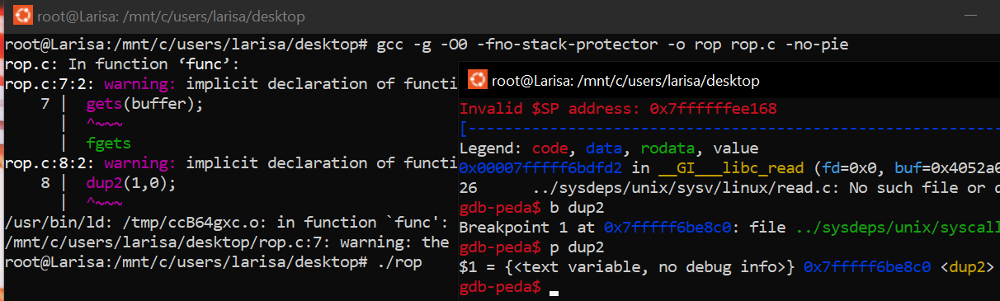 root@Larisa: /mnt/c/users/larisa/desktop
root@Larisa:/mnt/c/users/larisa/desktop# gcc -g -O0 -fno-stack-protector -o rop rop.c -no-pie
rop.c: In function ‘func’:
rop.c:7:2: warning: implicit declaration of functi
7 | gets(buffer);
| ^~~~
| fgets
rop.c:8:2: warning: implicit declaration of functi
8 | dup2(1,0);
| ^~~~
/usr/bin/ld: /tmp/ccB64gxc.o: in function `func':
/mnt/c/users/larisa/desktop/rop.c:7: warning: the
root@Larisa:/mnt/c/users/larisa/desktop# ./rop
root@Larisa: /mnt/c/users/larisa/desktop
Invalid $SP address: 0x7ffffffee168
[------------------------------------------------------
Legend: code, data, rodata, value
0x00007fffff6bdfd2 in __GI___libc_read (fd=0x0, buf=0x4052a0
26 ../sysdeps/unix/sysv/linux/read.c: No such file or d
gdb-peda$ b dup2
Breakpoint 1 at 0x7fffff6be8c0: file ../sysdeps/unix/syscall
gdb-peda$ p dup2
$1 = {<text variable, no debug info>} 0x7fffff6be8c0 <dup2>
gdb-peda$